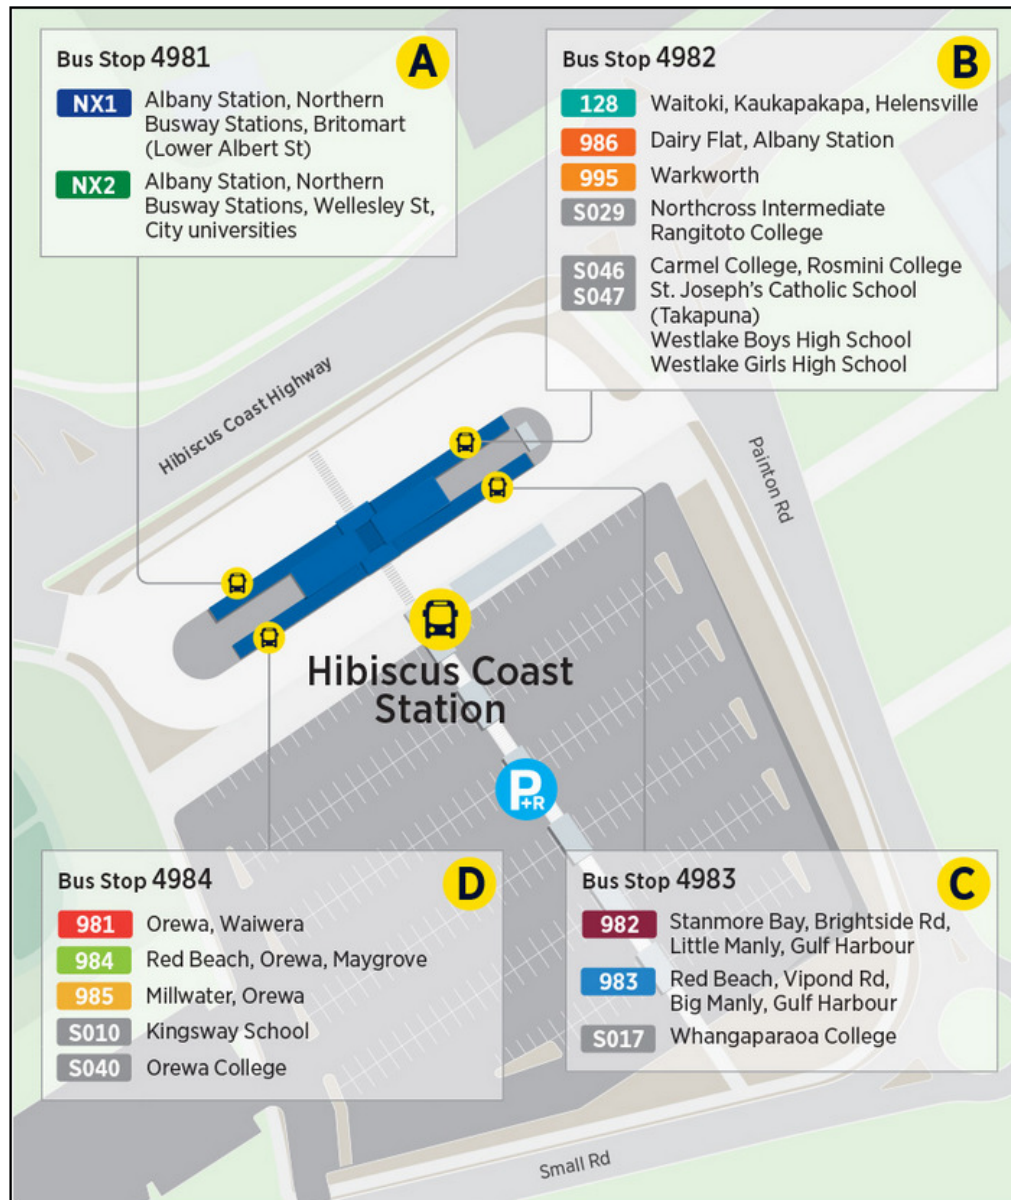 Bus Stop 4981
A
NX1 Albany Station, Northern
Busway Stations, Britomart
(Lower Albert St)
NX2 Albany Station, Northern
Busway Stations, Wellesley St,
City universities
Bus Stop 4982
B
128 Waitoki, Kaukapakapa, Helensville
986 Dairy Flat, Albany Station
995 Warkworth
S029 Northcross Intermediate
Rangitoto College
S046 Carmel College, Rosmini College
S047 St. Joseph's Catholic School
(Takapuna)
Westlake Boys High School
Westlake Girls High School
Hibiscus Coast Highway
Painton Rd
Hibiscus Coast
Station
P+R
Bus Stop 4984
D
981 Orewa, Waiwera
984 Red Beach, Orewa, Maygrove
985 Millwater, Orewa
S010 Kingsway School
S040 Orewa College
Bus Stop 4983
C
982 Stanmore Bay, Brightside Rd,
Little Manly, Gulf Harbour
983 Red Beach, Vipond Rd,
Big Manly, Gulf Harbour
S017 Whangaparaoa College
Small Rd